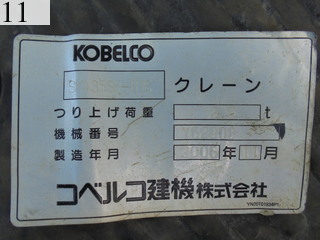 11
KOBELCO
クレーン
つり上げ荷重 t
機械番号
製造年月 年 月
コベルコ建機株式会社